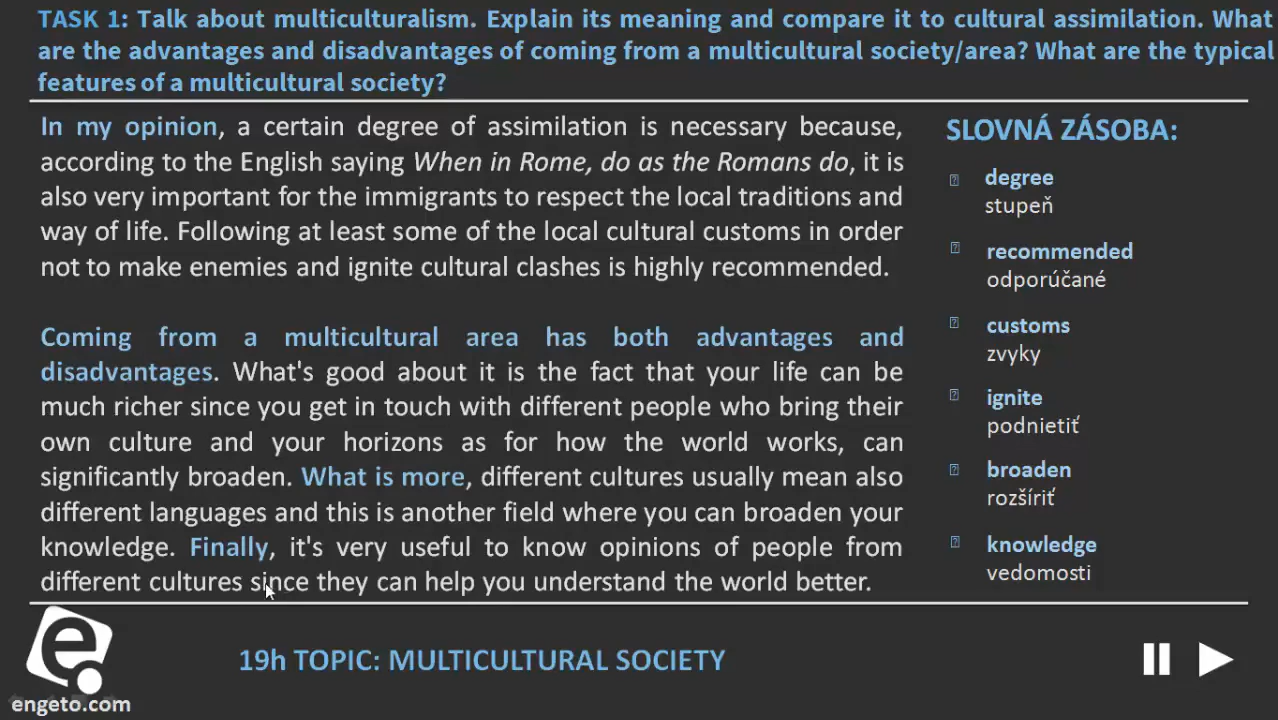 TASK 1: Talk about multiculturalism. Explain its meaning and compare it to cultural assimilation. What
are the advantages and disadvantages of coming from a multicultural society/area? What are the typical
features of a multicultural society?
In my opinion, a certain degree of assimilation is necessary because,
according to the English saying When in Rome, do as the Romans do, it is
also very important for the immigrants to respect the local traditions and
way of life. Following at least some of the local cultural customs in order
not to make enemies and ignite cultural clashes is highly recommended.
Coming from a multicultural area has both advantages and
disadvantages. What's good about it is the fact that your life can be
much richer since you get in touch with different people who bring their
own culture and your horizons as for how the world works, can
significantly broaden. What is more, different cultures usually mean also
different languages and this is another field where you can broaden your
knowledge. Finally, it's very useful to know opinions of people from
different cultures since they can help you understand the world better.
SLOVNÁ ZÁSOBA:
degree
stupeň
recommended
odporúčané
customs
zvyky
ignite
podnietiť
broaden
rozšíriť
knowledge
vedomosti
e.
engeto.com
19h TOPIC: MULTICULTURAL SOCIETY